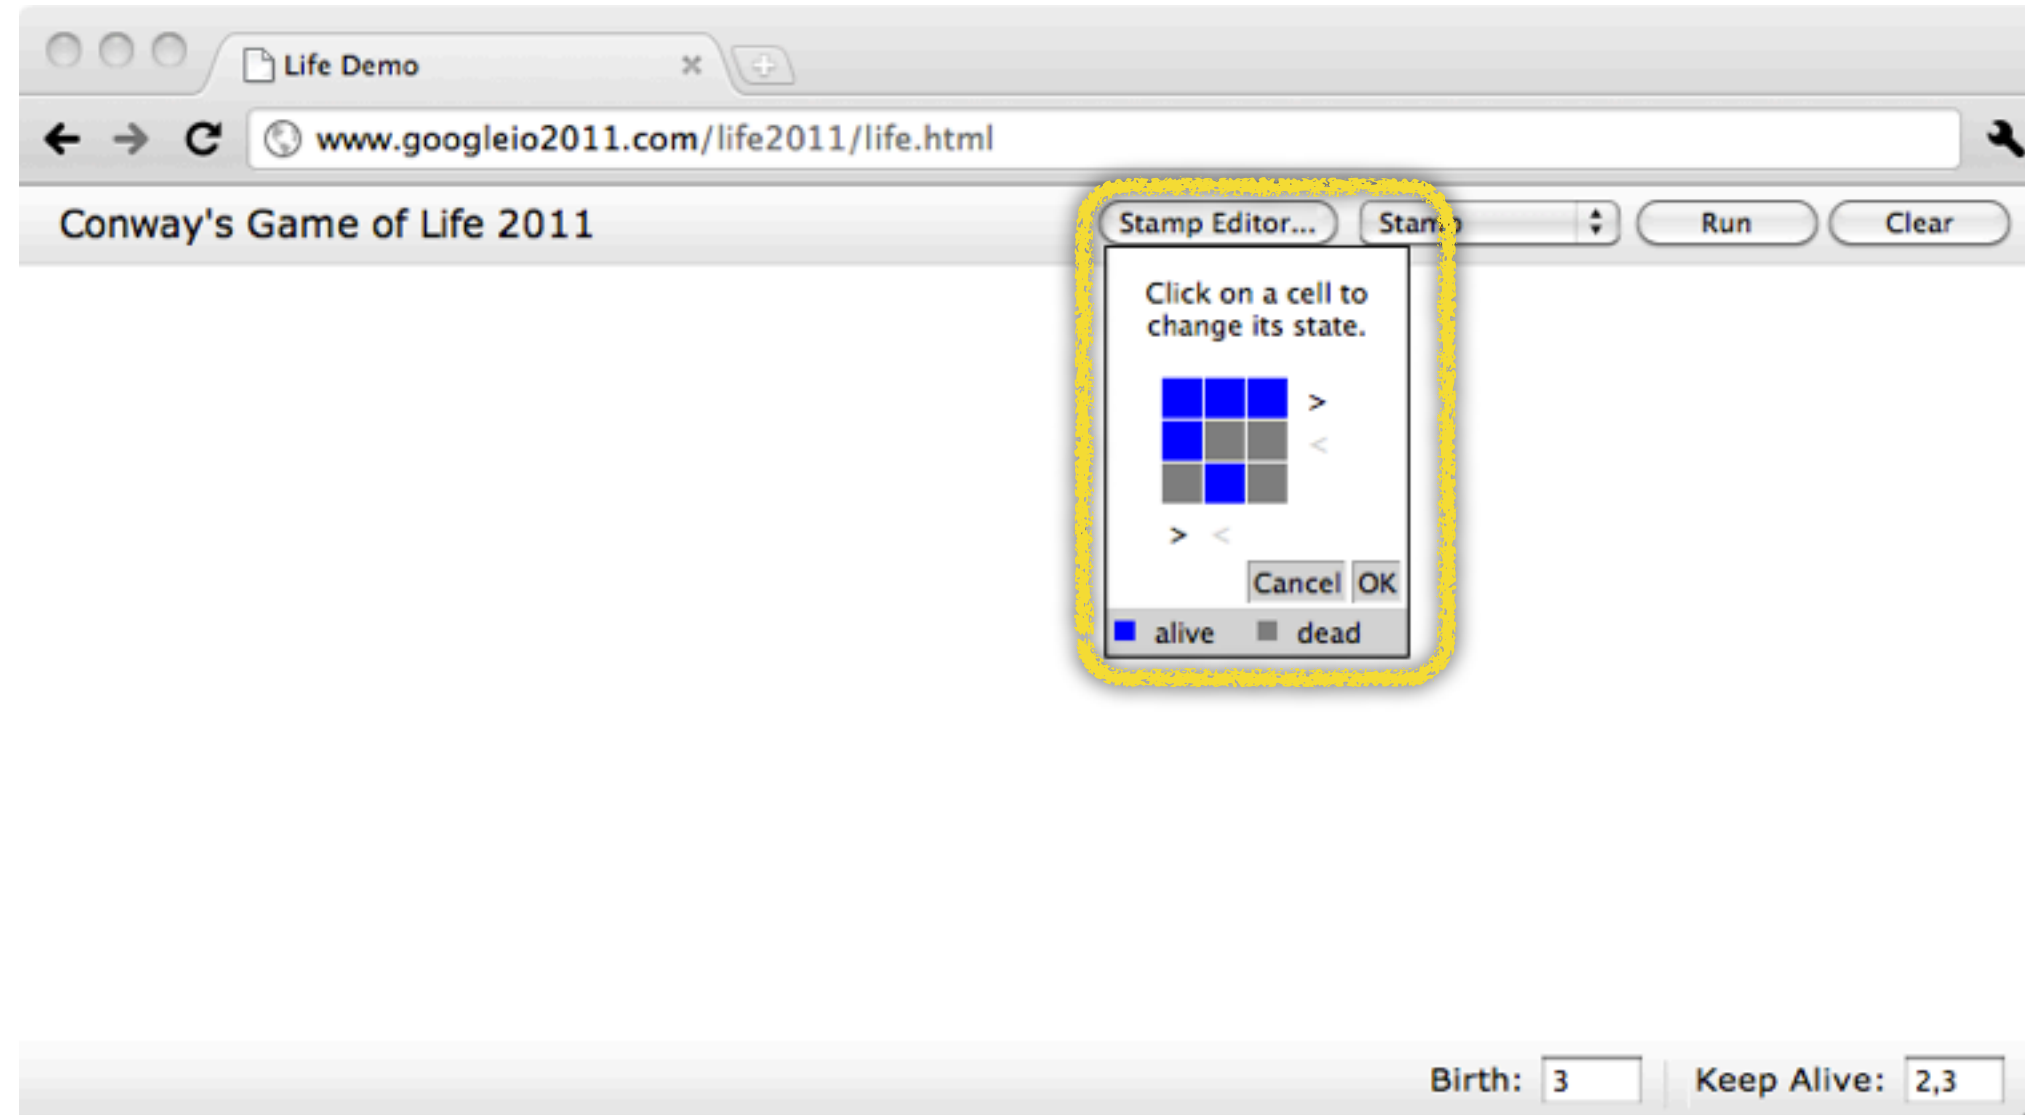 Life Demo
www.googleio2011.com/life2011/life.html
Conway's Game of Life 2011
Stamp Editor...
Stamp
Run
Clear
Click on a cell to
change its state.
>
<
> <
Cancel OK
alive dead
Birth: 3 Keep Alive: 2,3